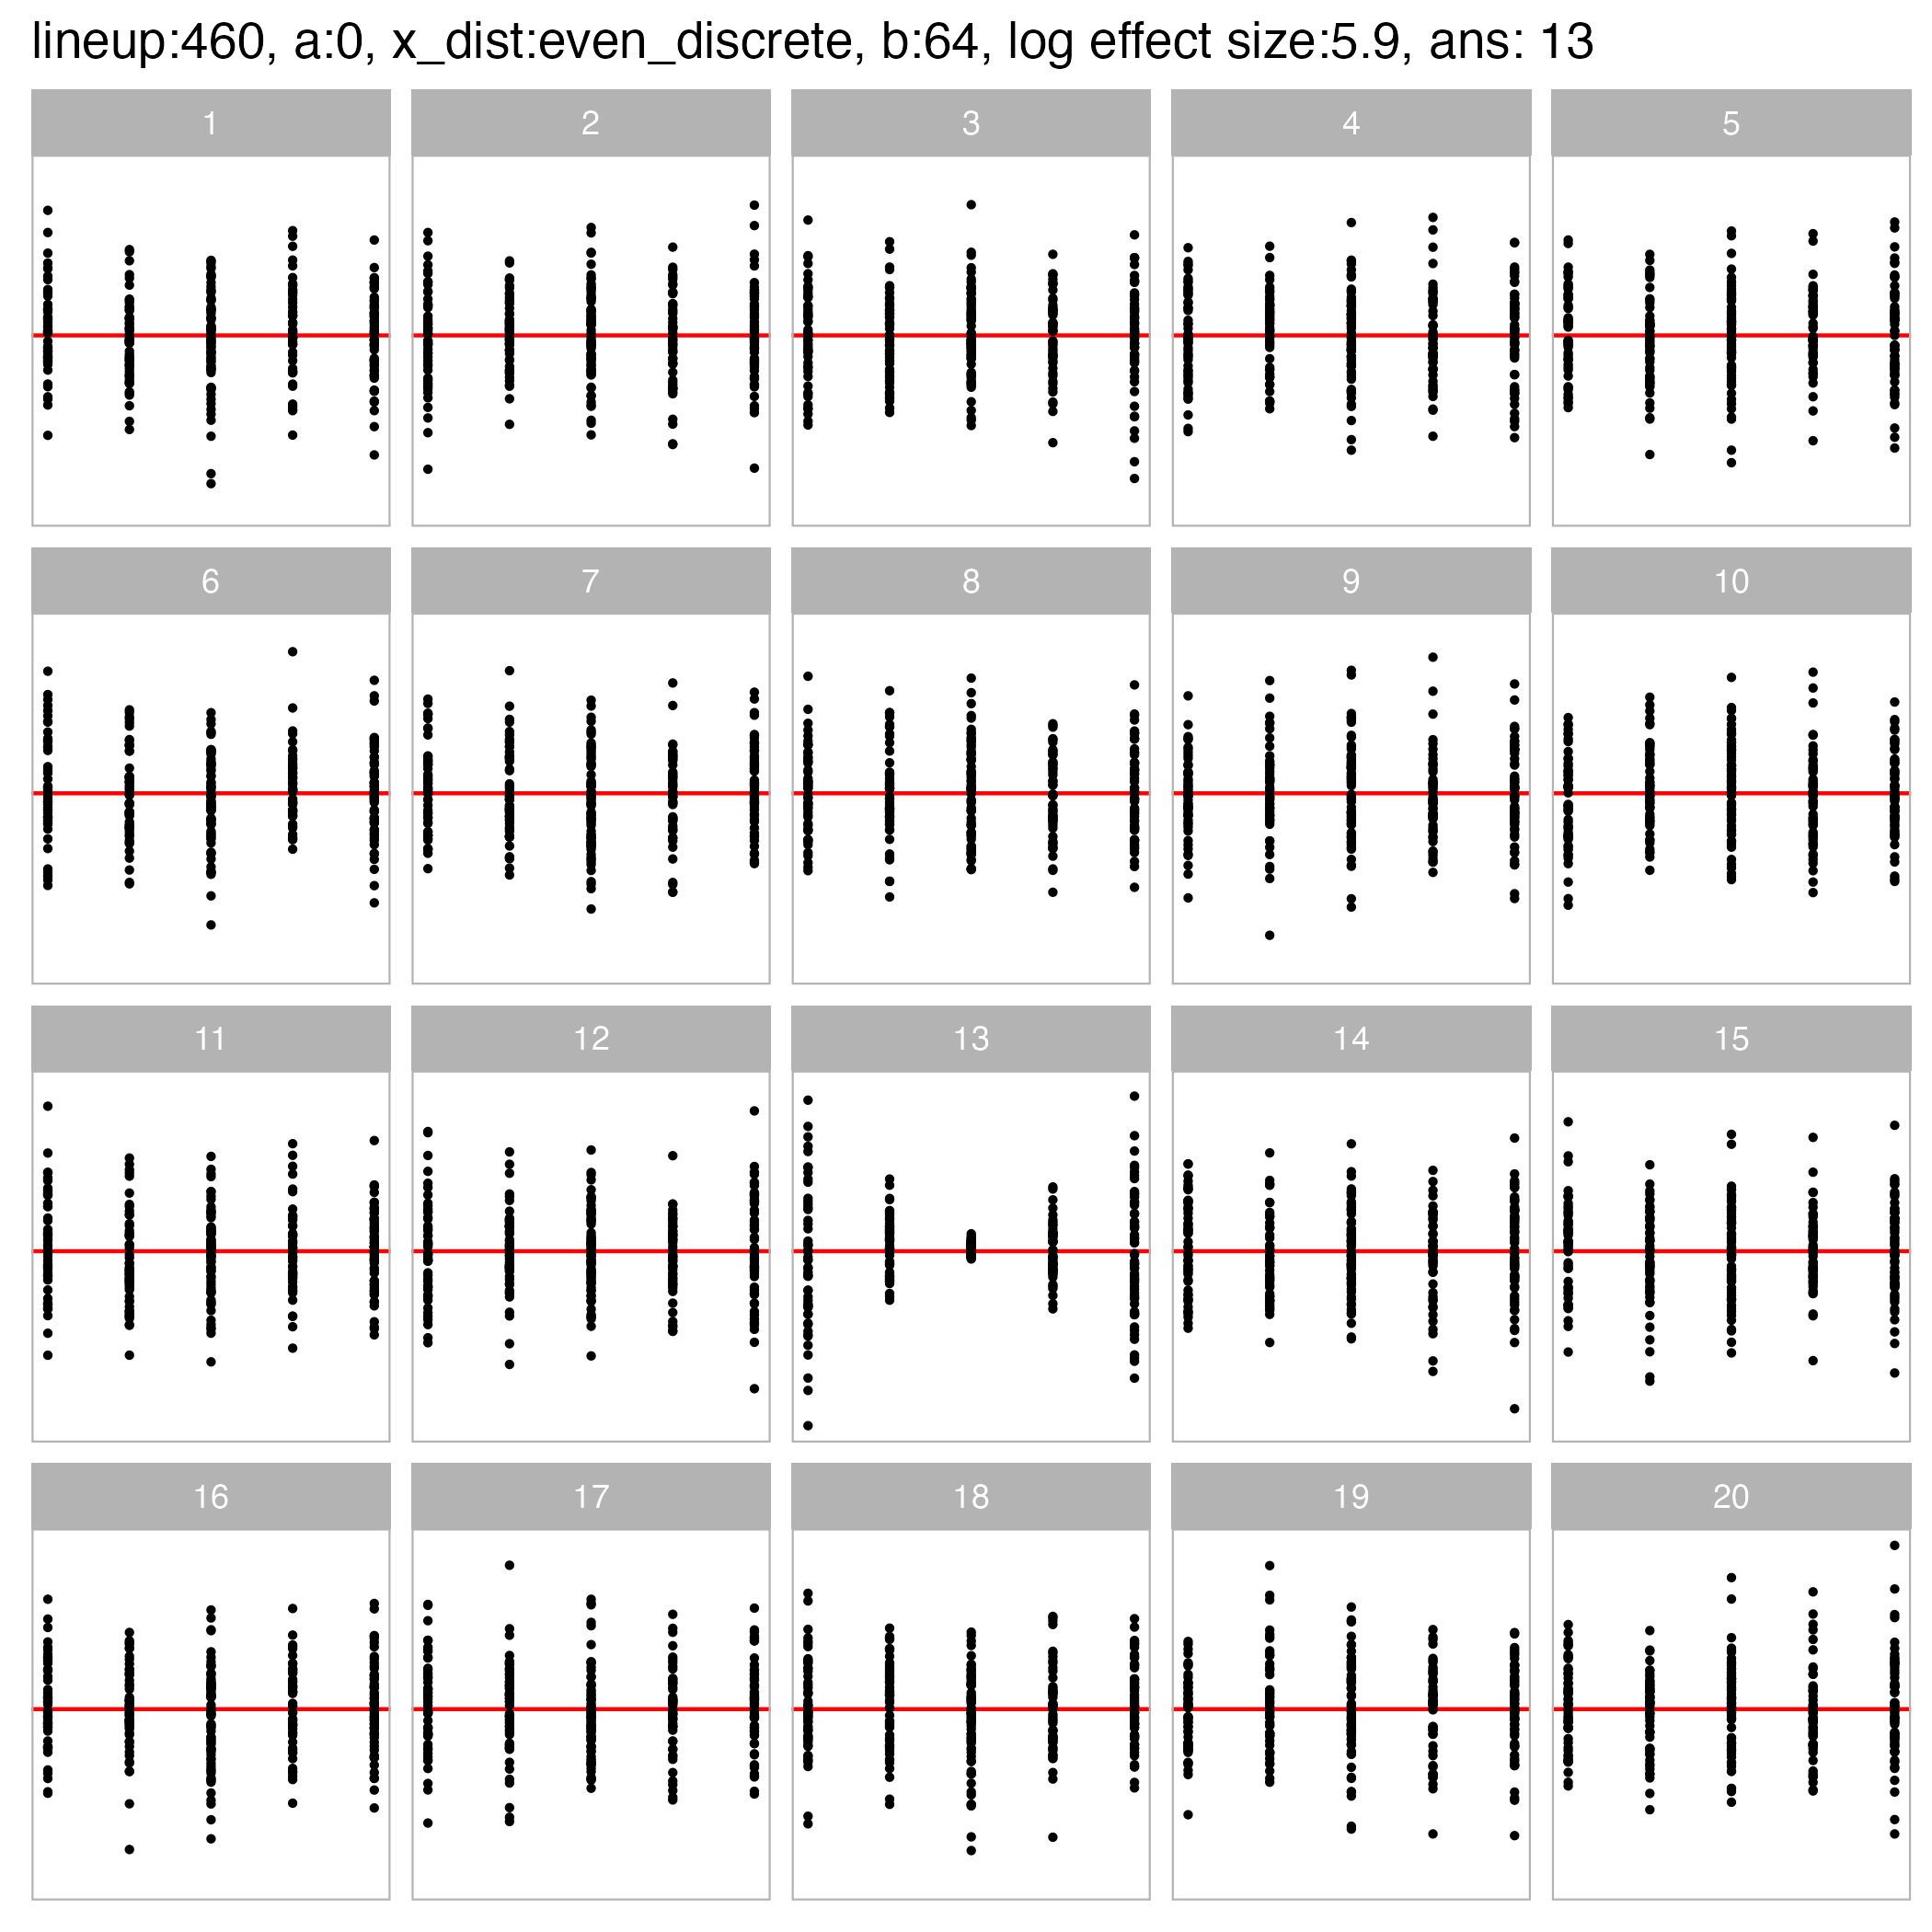 lineup:460, a:0, x_dist:even_discrete, b:64, log effect size:5.9, ans: 13
1 2 3 4 5
6 7 8 9 10
11 12 13 14 15
16 17 18 19 20